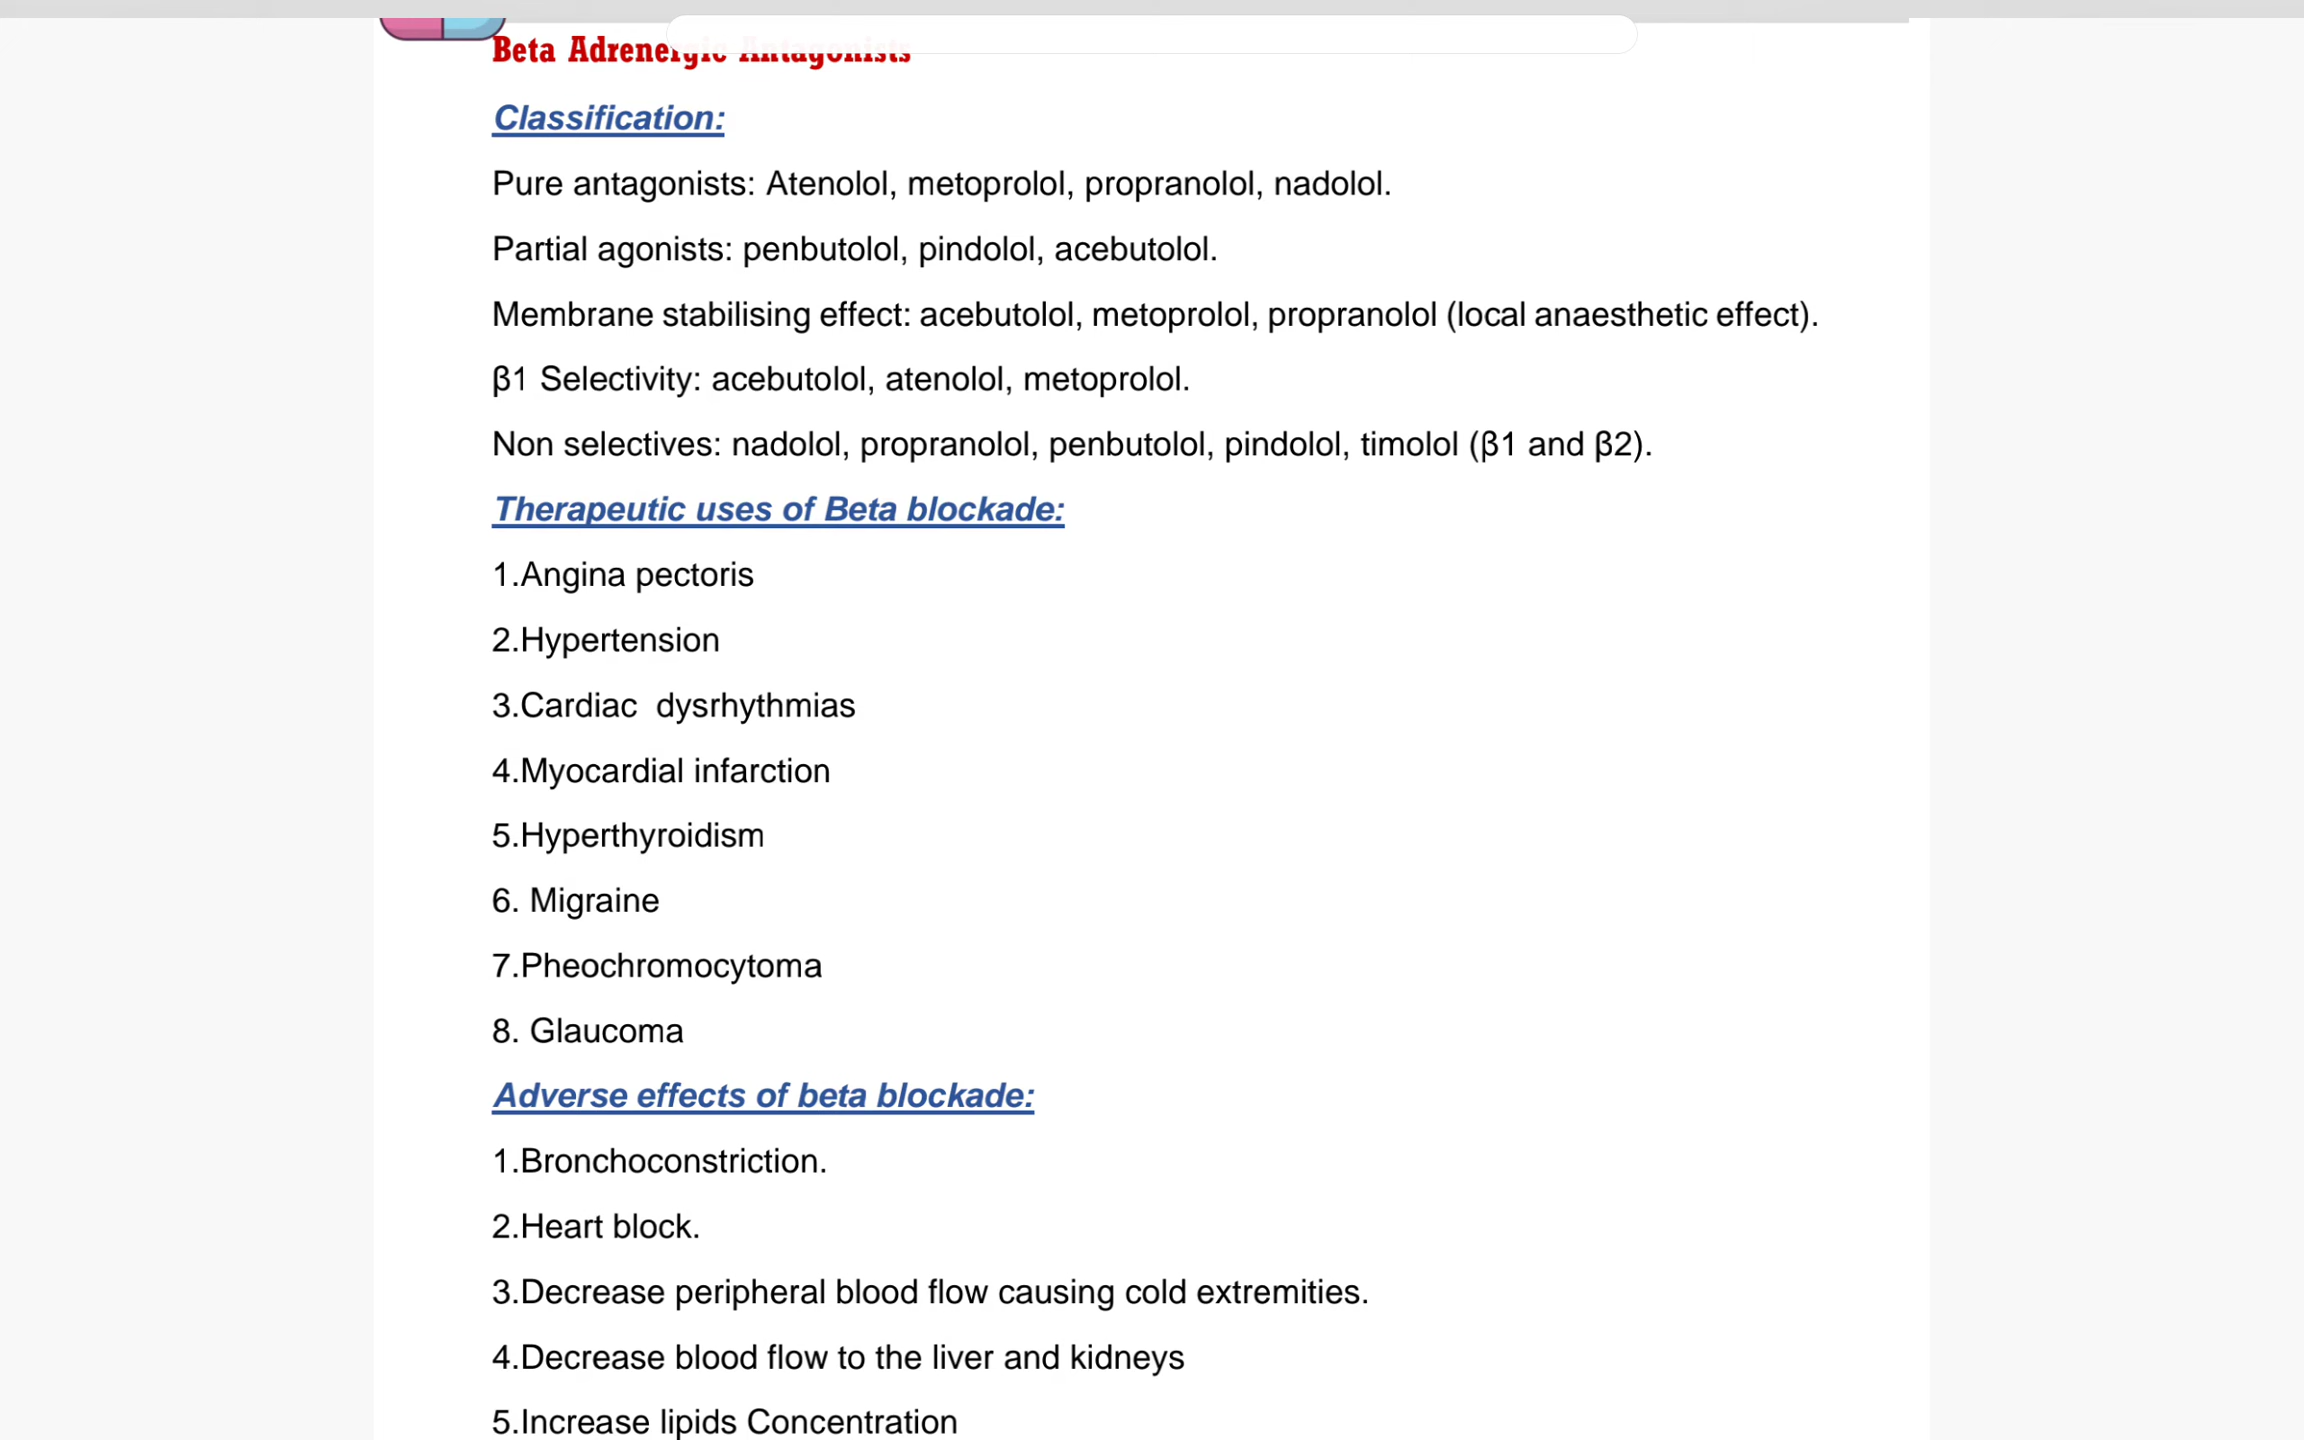 Beta Adrenergic Antagonists
Classification:
Pure antagonists: Atenolol, metoprolol, propranolol, nadolol.
Partial agonists: penbutolol, pindolol, acebutolol.
Membrane stabilising effect: acebutolol, metoprolol, propranolol (local anaesthetic effect).
β1 Selectivity: acebutolol, atenolol, metoprolol.
Non selectives: nadolol, propranolol, penbutolol, pindolol, timolol (β1 and β2).
Therapeutic uses of Beta blockade:
1.Angina pectoris
2.Hypertension
3.Cardiac  dysrhythmias
4.Myocardial infarction
5.Hyperthyroidism
6. Migraine
7.Pheochromocytoma
8. Glaucoma
Adverse effects of beta blockade:
1.Bronchoconstriction.
2.Heart block.
3.Decrease peripheral blood flow causing cold extremities.
4.Decrease blood flow to the liver and kidneys
5.Increase lipids Concentration